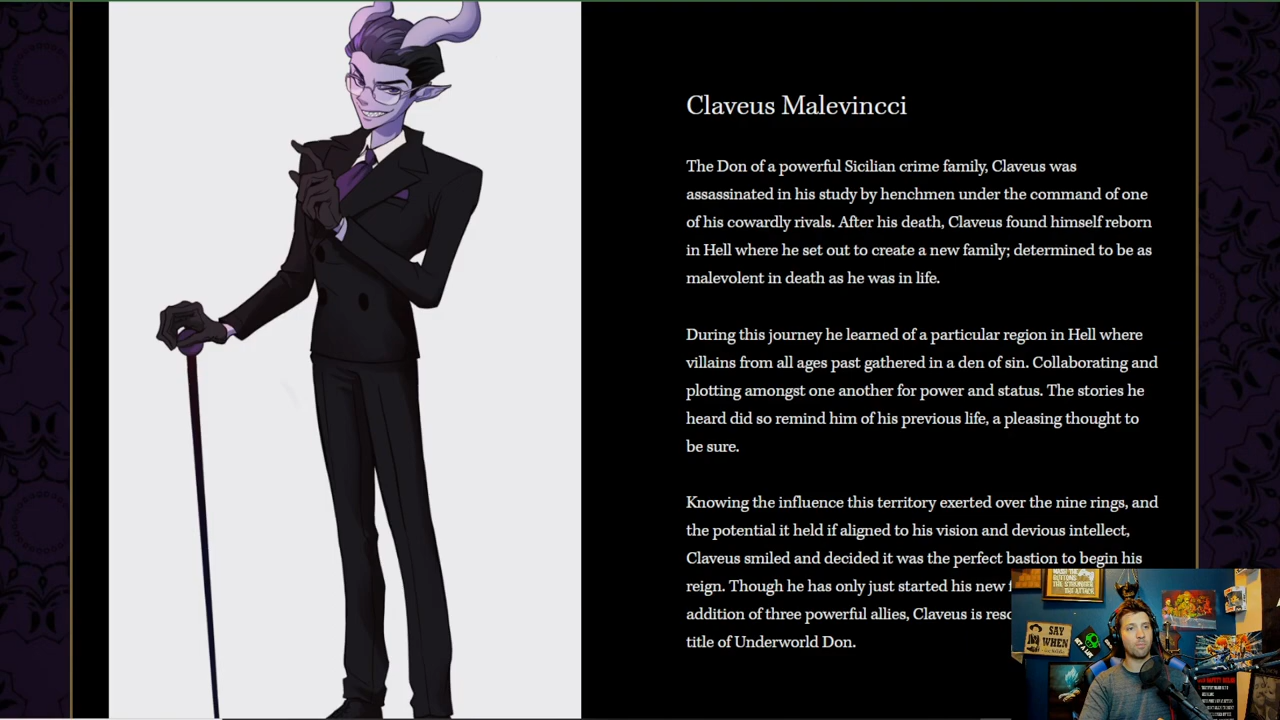 Claveus Malevincci
The Don of a powerful Sicilian crime family, Claveus was
assassinated in his study by henchmen under the command of one
of his cowardly rivals. After his death, Claveus found himself reborn
in Hell where he set out to create a new family; determined to be as
malevolent in death as he was in life.
During this journey he learned of a particular region in Hell where
villains from all ages past gathered in a den of sin. Collaborating and
plotting amongst one another for power and status. The stories he
heard did so remind him of his previous life, a pleasing thought to
be sure.
Knowing the influence this territory exerted over the nine rings, and
the potential it held if aligned to his vision and devious intellect,
Claveus smiled and decided it was the perfect bastion to begin his
reign. Though he has only just started his new
addition of three powerful allies, Claveus is
title of Underworld Don.
SAY
WHEN